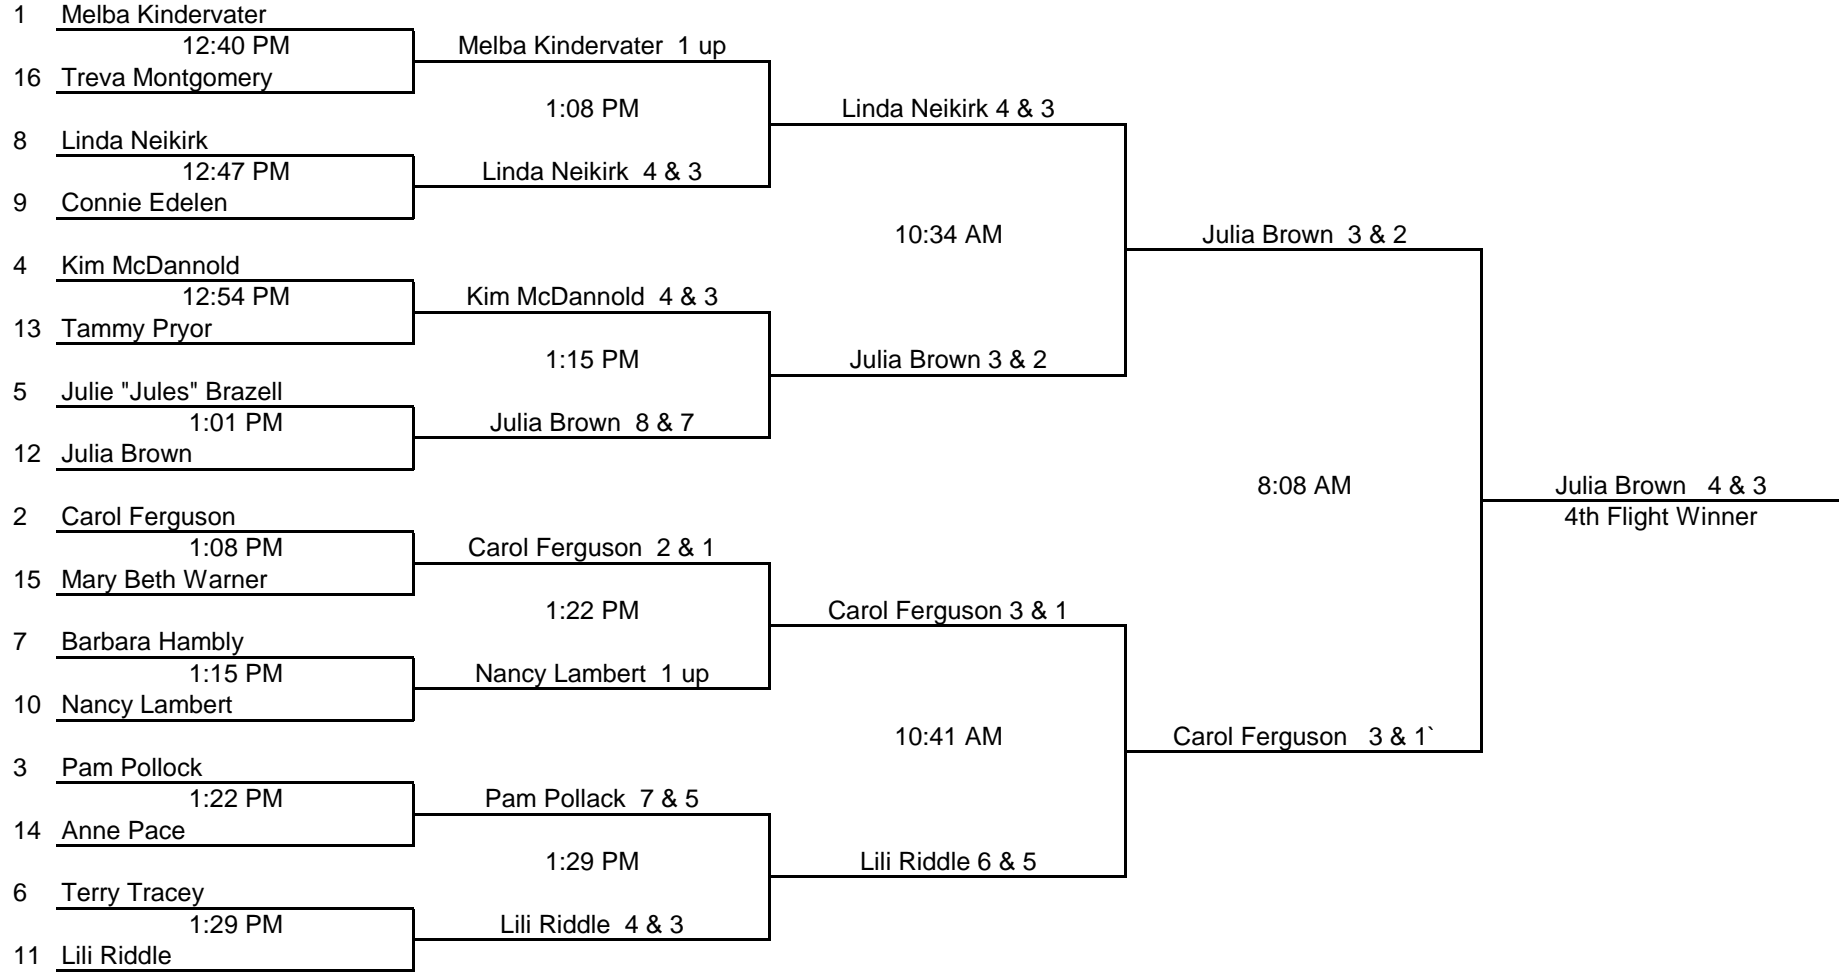 1 Melba Kindervater
12:40 PM Melba Kindervater 1 up
16 Treva Montgomery
1:08 PM Linda Neikirk 4 & 3
8 Linda Neikirk
12:47 PM Linda Neikirk 4 & 3
9 Connie Edelen
10:34 AM Julia Brown 3 & 2
4 Kim McDannold
12:54 PM Kim McDannold 4 & 3
13 Tammy Pryor
1:15 PM Julia Brown 3 & 2
5 Julie "Jules" Brazell
1:01 PM Julia Brown 8 & 7
12 Julia Brown
8:08 AM Julia Brown 4 & 3
2 Carol Ferguson 4th Flight Winner
1:08 PM Carol Ferguson 2 & 1
15 Mary Beth Warner
1:22 PM Carol Ferguson 3 & 1
7 Barbara Hambly
1:15 PM Nancy Lambert 1 up
10 Nancy Lambert
10:41 AM Carol Ferguson 3 & 1`
3 Pam Pollock
1:22 PM Pam Pollack 7 & 5
14 Anne Pace
1:29 PM Lili Riddle 6 & 5
6 Terry Tracey
1:29 PM Lili Riddle 4 & 3
11 Lili Riddle